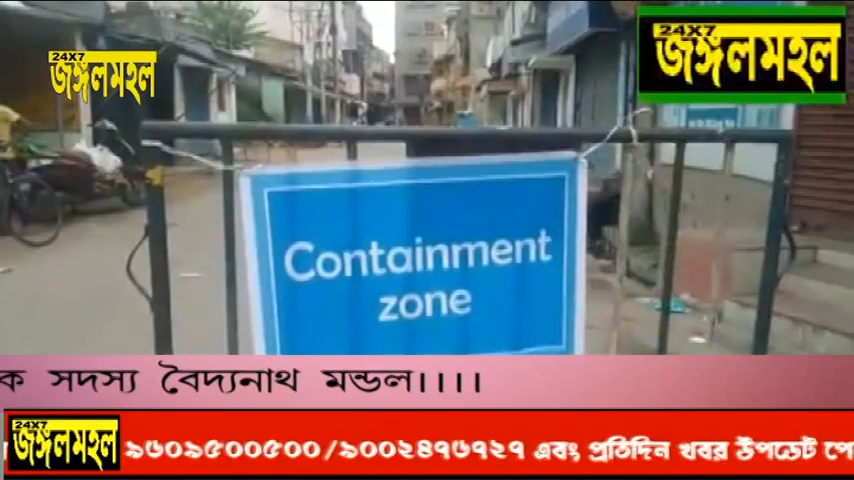 24X7
জঙ্গলমহল
24X7
জঙ্গলমহল
Containment
zone
ক সদস্য বৈদ্যনাথ মন্ডল।।।।
24X7
জঙ্গলমহল
৯৬০৯৫০০৫০০/৯০০২৪৭৬৭২৭ এবং প্রতিদিন খবর উপডেট পে